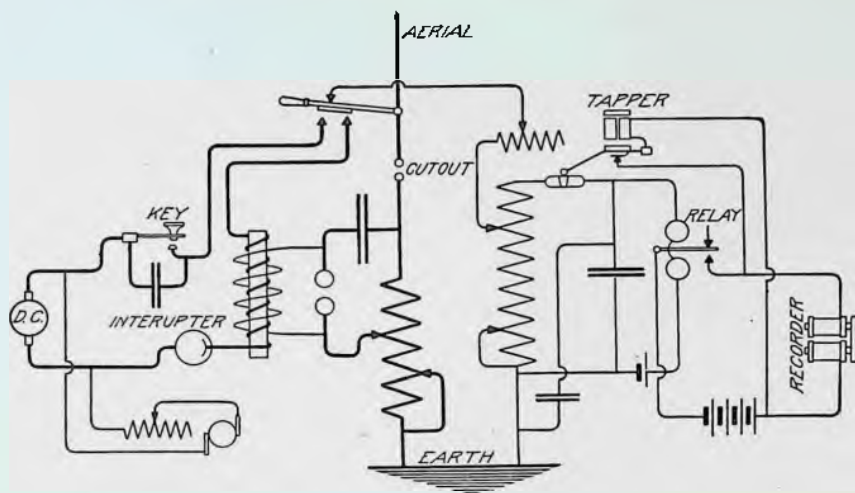 AERIAL
TAPPER
CUTOUT
KEY
RELAY
D.C.
INTERUPTER
RECORDER
EARTH